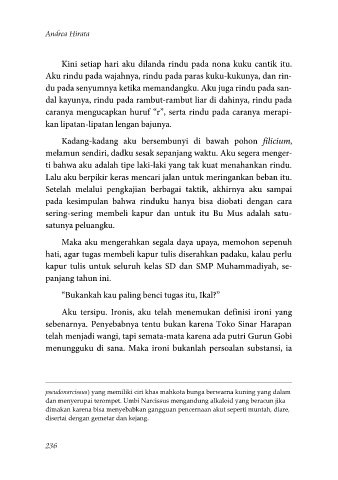 Andrea Hirata
Kini setiap hari aku dilanda rindu pada nona kuku cantik itu.
Aku rindu pada wajahnya, rindu pada paras kuku-kukunya, dan rin-
du pada senyumnya ketika memandangku. Aku juga rindu pada san-
dal kayunya, rindu pada rambut-rambut liar di dahinya, rindu pada
caranya mengucapkan huruf “r”, serta rindu pada caranya merapi-
kan lipatan-lipatan lengan bajunya.
Kadang-kadang aku bersembunyi di bawah pohon filicium,
melamun sendiri, dadku sesak sepanjang waktu. Aku segera menger-
ti bahwa aku adalah tipe laki-laki yang tak kuat menahankan rindu.
Lalu aku berpikir keras mencari jalan untuk meringankan beban itu.
Setelah melalui pengkajian berbagai taktik, akhirnya aku sampai
pada kesimpulan bahwa rinduku hanya bisa diobati dengan cara
sering-sering membeli kapur dan untuk itu Bu Mus adalah satu-
satunya peluangku.
Maka aku mengerahkan segala daya upaya, memohon sepenuh
hati, agar tugas membeli kapur tulis diserahkan padaku, kalau perlu
kapur tulis untuk seluruh kelas SD dan SMP Muhammadiyah, se-
panjang tahun ini.
“Bukankah kau paling benci tugas itu, Ikal?”
Aku tersipu. Ironis, aku telah menemukan definisi ironi yang
sebenarnya. Penyebabnya tentu bukan karena Toko Sinar Harapan
telah menjadi wangi, tapi semata-mata karena ada putri Gurun Gobi
menungguku di sana. Maka ironi bukanlah persoalan substansi, ia
pseudonarcissus) yang memiliki ciri khas mahkota bunga berwarna kuning yang dalam
dan menyerupai terompet. Umbi Narcissus mengandung alkaloid yang beracun jika
dimakan karena bisa menyebabkan gangguan pencernaan akut seperti muntah, diare,
disertai dengan gemetar dan kejang.
236